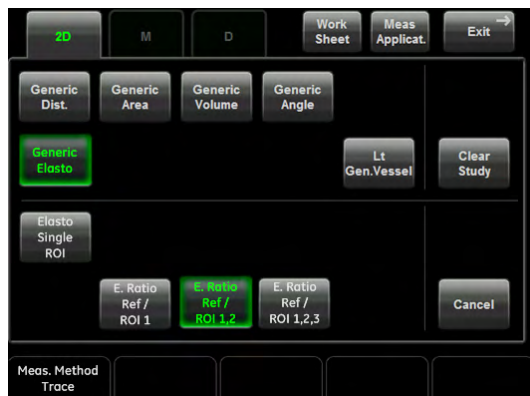 2D
M
D
Work
Sheet
Meas
Applicat.
Exit
Generic
Dist.
Generic
Area
Generic
Volume
Generic
Angle
Generic
Elasto
Lt
Gen.Vessel
Clear
Study
Elasto
Single
ROI
E. Ratio
Ref /
ROI 1
E. Ratio
Ref /
ROI 1,2
E. Ratio
Ref /
ROI 1,2,3
Cancel
Meas. Method
Trace